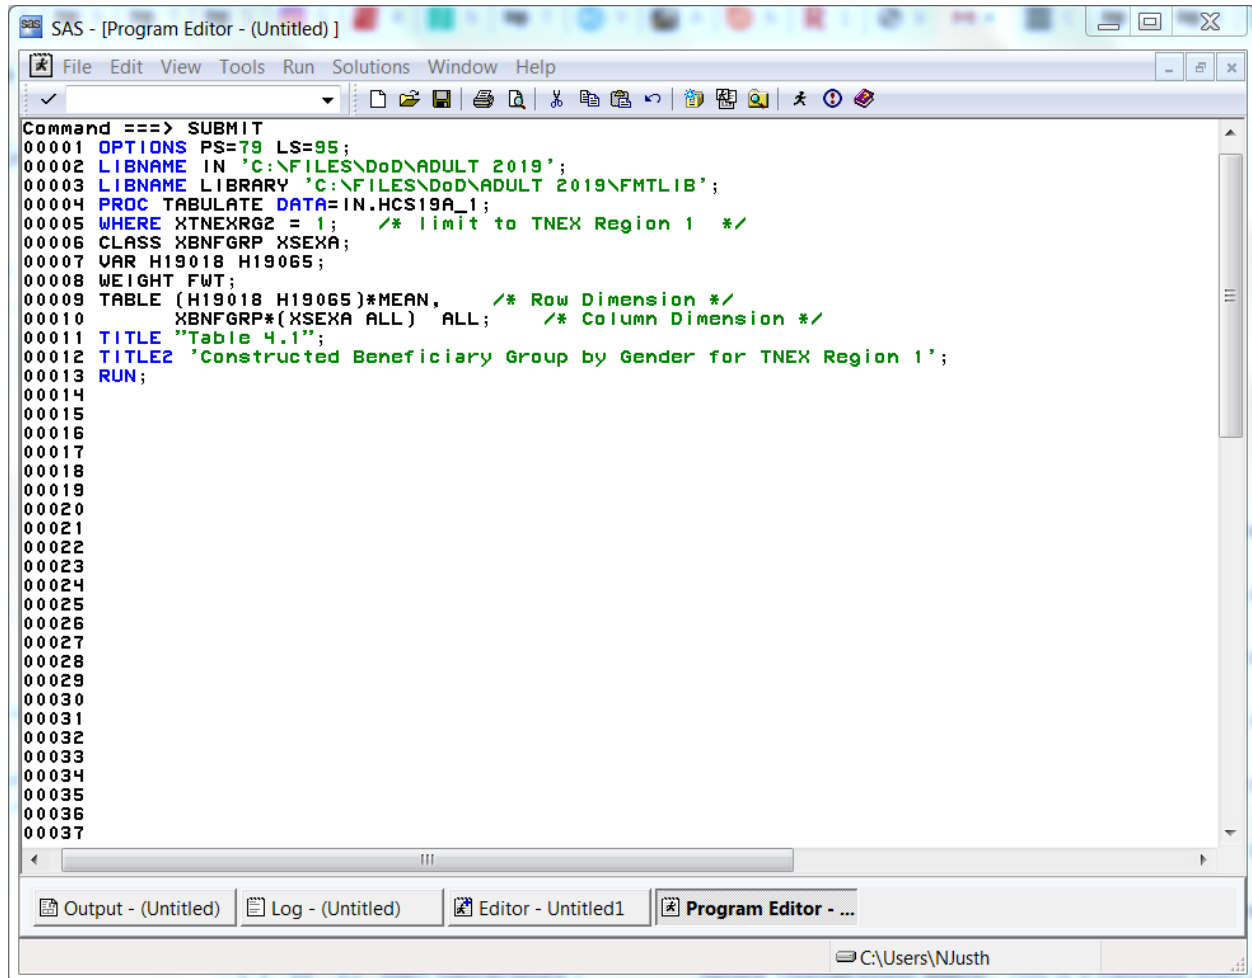 sas SAS - [Program Editor - (Untitled) ]
File Edit View Tools Run Solutions Window Help
Command ===> SUBMIT
00001 OPTIONS PS=79 LS=95;
00002 LIBNAME IN 'C:\FILES\DoD\ADULT 2019';
00003 LIBNAME LIBRARY 'C:\FILES\DoD\ADULT 2019\FMTLIB';
00004 PROC TABULATE DATA=IN.HCS19A_1;
00005 WHERE XTNEXRG2 = 1;   /* limit to TNEX Region 1  */
00006 CLASS XBNFGRP XSEXA;
00007 VAR H19018 H19065;
00008 WEIGHT FWT;
00009 TABLE (H19018 H19065)*MEAN,    /* Row Dimension */
00010       XBNFGRP*(XSEXA ALL)  ALL;    /* Column Dimension */
00011 TITLE "Table 4.1";
00012 TITLE2 'Constructed Beneficiary Group by Gender for TNEX Region 1';
00013 RUN;
00014
00015
00016
00017
00018
00019
00020
00021
00022
00023
00024
00025
00026
00027
00028
00029
00030
00031
00032
00033
00034
00035
00036
00037
Output - (Untitled) Log - (Untitled) Editor - Untitled1 Program Editor - ...
C:\Users\NJusth